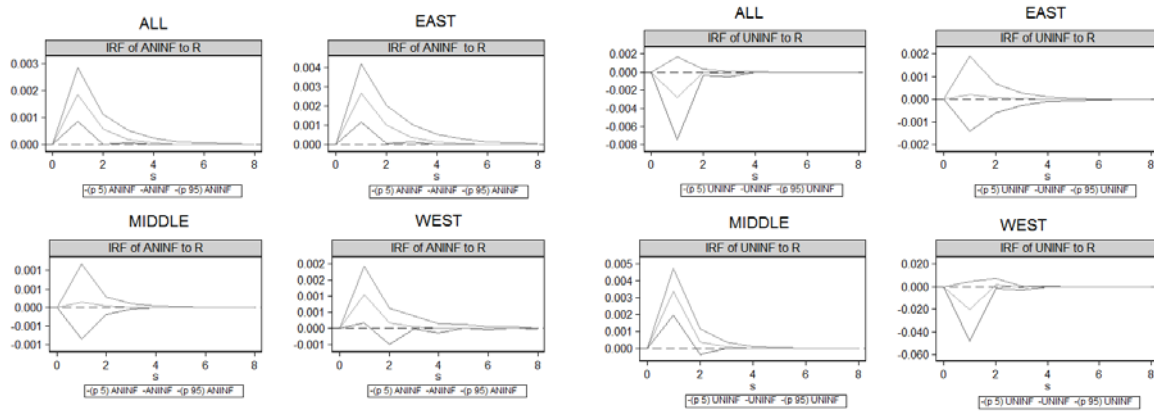 ALL
IRF of ANINF to R
0.003
0.002
0.001
0.000
0 2 4 6 8
s
-(p 5) ANINF -ANINF -(p 95) ANINF
EAST
IRF of ANINF to R
0.004
0.003
0.002
0.001
0.000
0 2 4 6 8
s
-(p 5) ANINF -ANINF -(p 95) ANINF
ALL
IRF of UNINF to R
0.002
0.000
-0.002
-0.004
-0.006
-0.008
0 2 4 6 8
s
-(p 5) UNINF -UNINF -(p 95) UNINF
EAST
IRF of UNINF to R
0.002
0.001
0.000
-0.001
-0.002
0 2 4 6 8
s
-(p 5) UNINF -UNINF -(p 95) UNINF
MIDDLE
IRF of ANINF to R
0.001
0.001
0.000
-0.001
-0.001
0 2 4 6 8
s
-(p 5) ANINF -ANINF -(p 95) ANINF
WEST
IRF of ANINF to R
0.002
0.002
0.001
0.001
0.000
-0.001
0 2 4 6 8
s
-(p 5) ANINF -ANINF -(p 95) ANINF
MIDDLE
IRF of UNINF to R
0.005
0.003
0.002
0.001
0.000
0 2 4 6 8
s
-(p 5) UNINF -UNINF -(p 95) UNINF
WEST
IRF of UNINF to R
0.020
0.000
-0.020
-0.040
-0.060
0 2 4 6 8
s
-(p 5) UNINF -UNINF -(p 95) UNINF